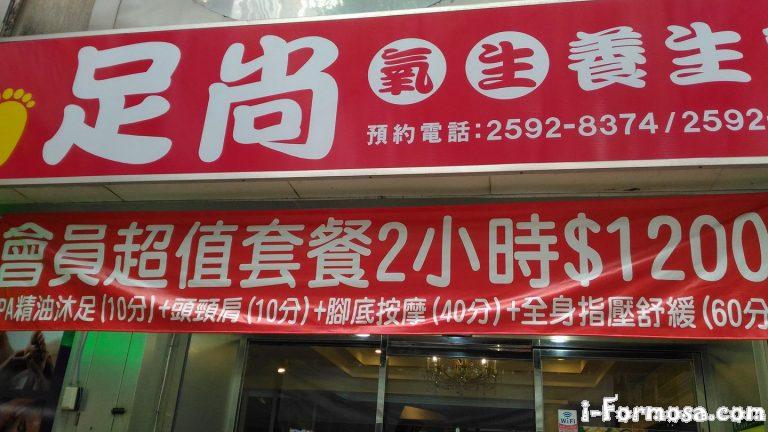 足尚 氧生養生
預約電話:2592-8374/2592
會員超值套餐2小時$1200
PA精油沐足(10分)+頭頸肩(10分)+腳底按摩(40分)+全身指壓舒緩(60分
WiFi
i-Formosa.com